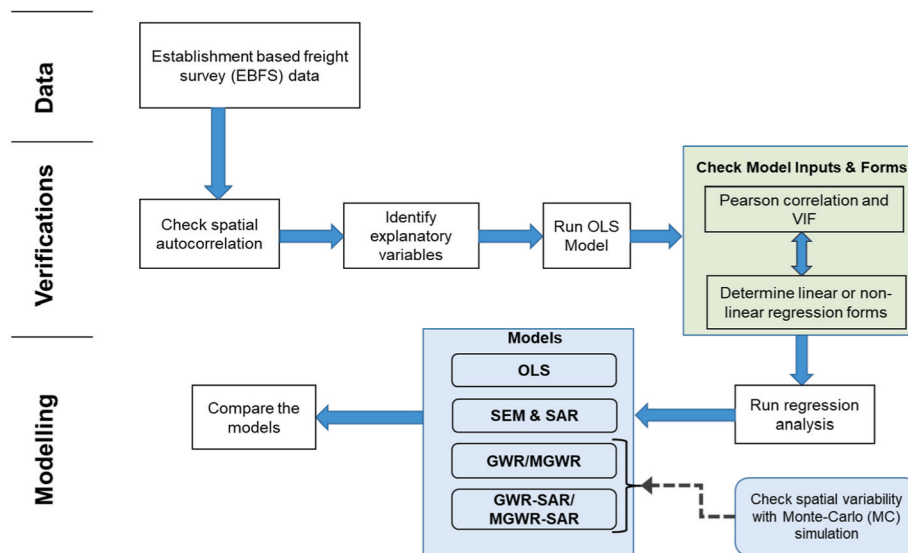 Data
Establishment based freight
survey (EBFS) data
Verifications
Check spatial
autocorrelation
Identify
explanatory
variables
Run OLS
Model
Check Model Inputs & Forms
Pearson correlation and
VIF
Determine linear or non-
linear regression forms
Modelling
Run regression
analysis
Models
OLS
SEM & SAR
GWR/MGWR
GWR-SAR/
MGWR-SAR
Check spatial variability
with Monte-Carlo (MC)
simulation
Compare the
models